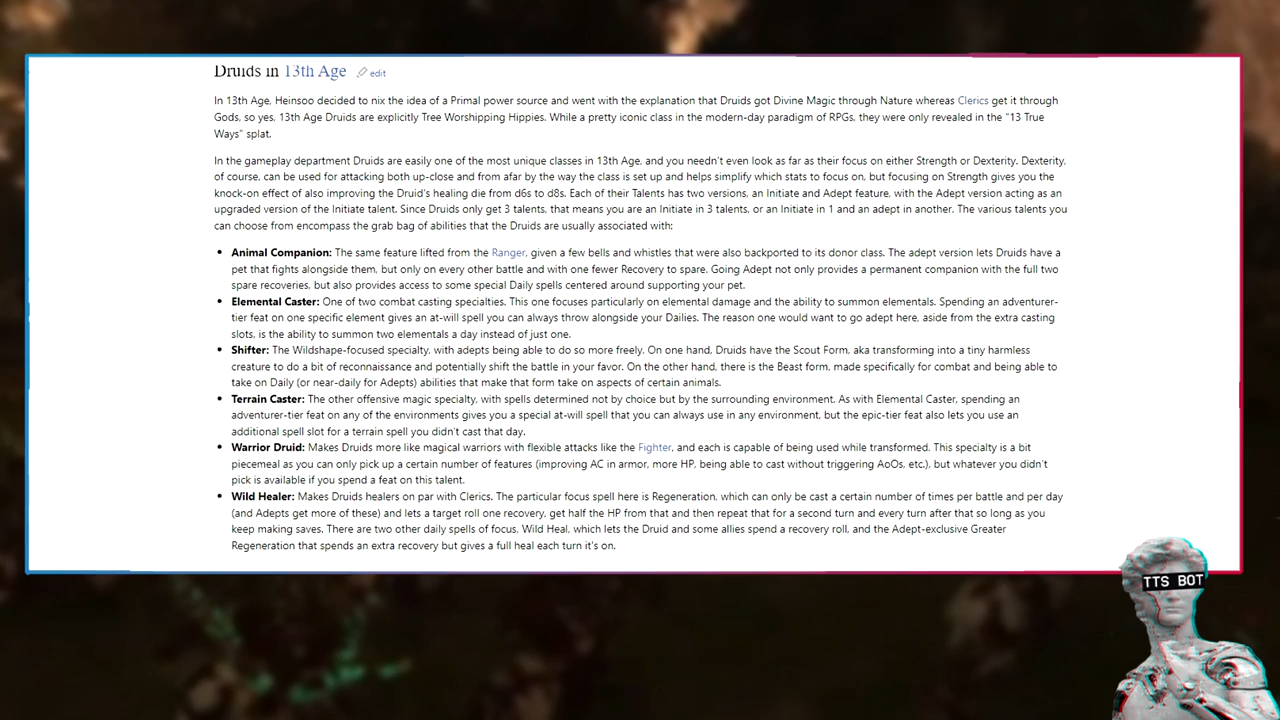 Druids in 13th Age edit
In 13th Age, Heinsoo decided to nix the idea of a Primal power source and went with the explanation that Druids got Divine Magic through Nature whereas Clerics get it through
Gods, so yes, 13th Age Druids are explicitly Tree Worshipping Hippies. While a pretty iconic class in the modern-day paradigm of RPGs, they were only revealed in the "13 True
Ways" splat.
In the gameplay department Druids are easily one of the most unique classes in 13th Age, and you needn't even look as far as their focus on either Strength or Dexterity. Dexterity,
of course, can be used for attacking both up-close and from afar by the way the class is set up and helps simplify which stats to focus on, but focusing on Strength gives you the
knock-on effect of also improving the Druid's healing die from d6s to d8s. Each of their Talents has two versions, an Initiate and Adept feature, with the Adept version acting as an
upgraded version of the Initiate talent. Since Druids only get 3 talents, that means you are an Initiate in 3 talents, or an Initiate in 1 and an adept in another. The various talents you
can choose from encompass the grab bag of abilities that the Druids are usually associated with:
• Animal Companion: The same feature lifted from the Ranger, given a few bells and whistles that were also backported to its donor class. The adept version lets Druids have a
pet that fights alongside them, but only on every other battle and with one fewer Recovery to spare. Going Adept not only provides a permanent companion with the full two
spare recoveries, but also provides access to some special Daily spells centered around supporting your pet.
• Elemental Caster: One of two combat casting specialties. This one focuses particularly on elemental damage and the ability to summon elementals. Spending an adventurer-
tier feat on one specific element gives an at-will spell you can always throw alongside your Dailies. The reason one would want to go adept here, aside from the extra casting
slots, is the ability to summon two elementals a day instead of just one.
• Shifter: The Wildshape-focused specialty, with adepts being able to do so more freely. On one hand, Druids have the Scout Form, aka transforming into a tiny harmless
creature to do a bit of reconnaissance and potentially shift the battle in your favor. On the other hand, there is the Beast form, made specifically for combat and being able to
take on Daily (or near-daily for Adepts) abilities that make that form take on aspects of certain animals.
• Terrain Caster: The other offensive magic specialty, with spells determined not by choice but by the surrounding environment. As with Elemental Caster, spending an
adventurer-tier feat on any of the environments gives you a special at-will spell that you can always use in any environment, but the epic-tier feat also lets you use an
additional spell slot for a terrain spell you didn't cast that day.
• Warrior Druid: Makes Druids more like magical warriors with flexible attacks like the Fighter, and each is capable of being used while transformed. This specialty is a bit
piecemeal as you can only pick up a certain number of features (improving AC in armor, more HP, being able to cast without triggering AoOs, etc.), but whatever you didn't
pick is available if you spend a feat on this talent.
• Wild Healer: Makes Druids healers on par with Clerics. The particular focus spell here is Regeneration, which can only be cast a certain number of times per battle and per day
(and Adepts get more of these) and lets a target roll one recovery, get half the HP from that and then repeat that for a second turn and every turn after that so long as you
keep making saves. There are two other daily spells of focus, Wild Heal, which lets the Druid and some allies spend a recovery roll, and the Adept-exclusive Greater
Regeneration that spends an extra recovery but gives a full heal each turn it's on.
TTS BOT